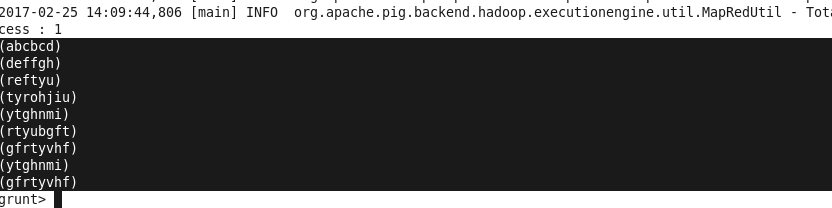 2017-02-25 14:09:44,806 [main] INFO  org.apache.pig.backend.hadoop.executionengine.util.MapRedUtil - Tota
cess : 1
(abcbcd)
(deffgh)
(reftyu)
(tyrohjiu)
(ytghnmi)
(rtyubgft)
(gfrtyvhf)
(ytghnmi)
(gfrtyvhf)
grunt>